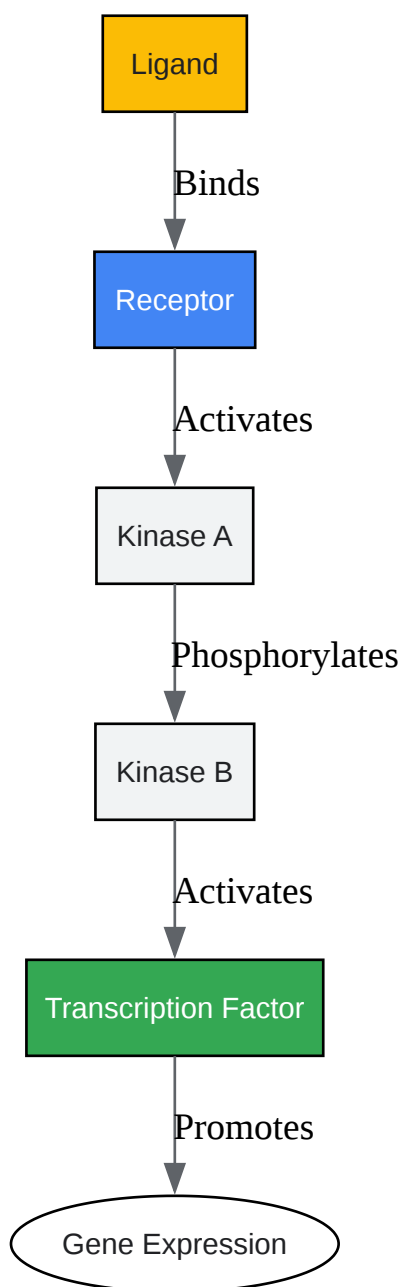 Ligand
Binds
Receptor
Activates
Kinase A
Phosphorylates
Kinase B
Activates
Transcription Factor
Promotes
Gene Expression